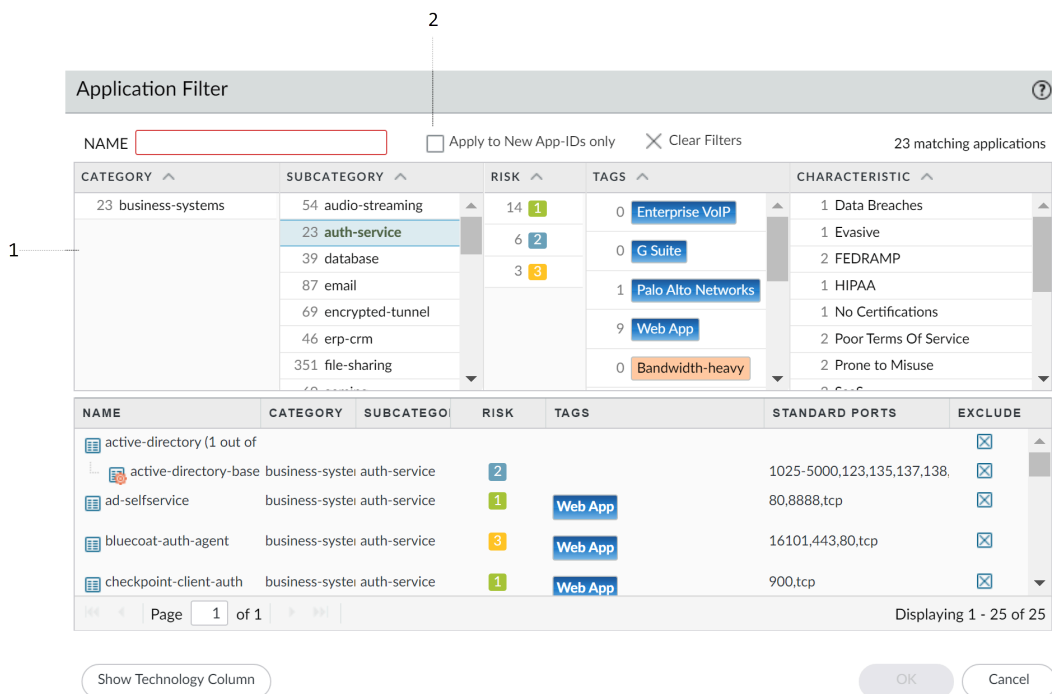 2
Application Filter
?
NAME Apply to New App-IDs only Clear Filters 23 matching applications
CATEGORY SUBCATEGORY RISK TAGS CHARACTERISTIC
1
23 business-systems
54 audio-streaming
23 auth-service
39 database
87 email
69 encrypted-tunnel
46 erp-crm
351 file-sharing
14 1
6 2
3 3
0 Enterprise VoIP
0 G Suite
1 Palo Alto Networks
9 Web App
0 Bandwidth-heavy
1 Data Breaches
1 Evasive
2 FEDRAMP
1 HIPAA
1 No Certifications
2 Poor Terms Of Service
2 Prone to Misuse
NAME CATEGORY SUBCATEGO RISK TAGS STANDARD PORTS EXCLUDE
active-directory (1 out of
active-directory-base business-syste auth-service 2 1025-5000,123,135,137,138,
ad-selfservice business-syste auth-service 1 Web App 80,8888,tcp
bluecoat-auth-agent business-syste auth-service 3 Web App 16101,443,80,tcp
checkpoint-client-auth business-syste auth-service 1 Web App 900,tcp
Page 1 of 1 Displaying 1 - 25 of 25
Show Technology Column OK Cancel